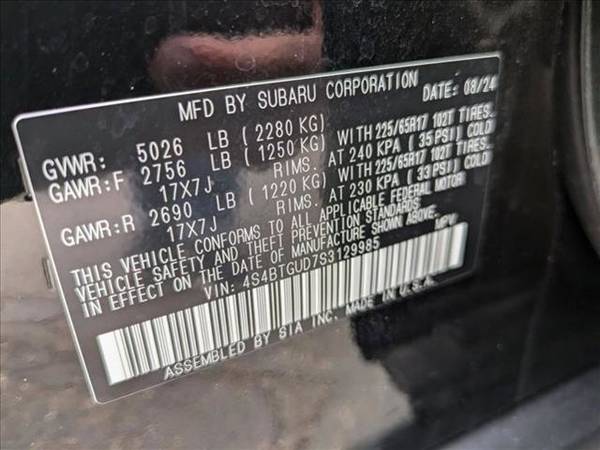 MFD BY SUBARU CORPORATION DATE: 08/24
GVWR: 5026 LB (2280 KG)
GAWR:F 2756 LB (1250 KG) WITH 225/65R17 102T TIRES.
17X7J RIMS. AT 240 KPA (35 PSI) COLD
GAWR:R 2690 LB (1220 KG) WITH 225/65R17 102T TIRES.
17X7J RIMS. AT 230 KPA (33 PSI) COLD
THIS VEHICLE CONFORMS TO ALL APPLICABLE FEDERAL MOTOR
VEHICLE SAFETY AND THEFT PREVENTION STANDARDS
IN EFFECT ON THE DATE OF MANUFACTURE SHOWN ABOVE.
VIN: 4S4BTGUD7S3129985 MPV
ASSEMBLED BY SIA INC. MADE IN U.S.A.